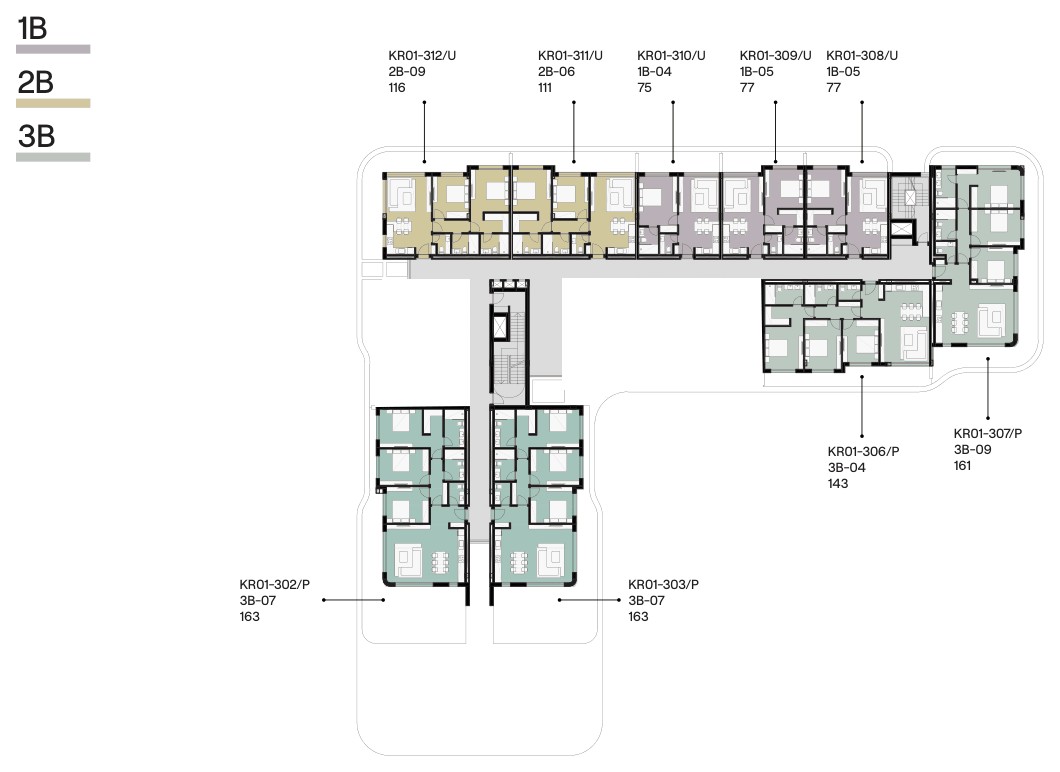 1B
2B
3B
KR01-312/U
2B-09
116
KR01-311/U
2B-06
111
KR01-310/U
1B-04
75
KR01-309/U
1B-05
77
KR01-308/U
1B-05
77
KR01-307/P
3B-09
161
KR01-306/P
3B-04
143
KR01-302/P
3B-07
163
KR01-303/P
3B-07
163